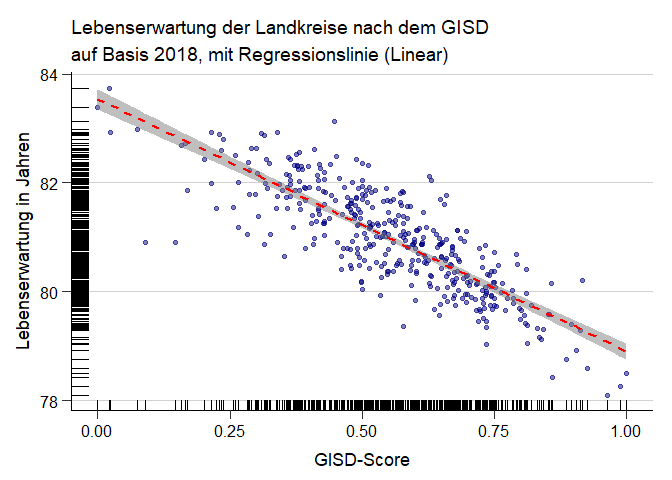 Lebenserwartung der Landkreise nach dem GISD
auf Basis 2018, mit Regressionslinie (Linear)
84
82
80
78
Lebenserwartung in Jahren
0.00 0.25 0.50 0.75 1.00
GISD-Score